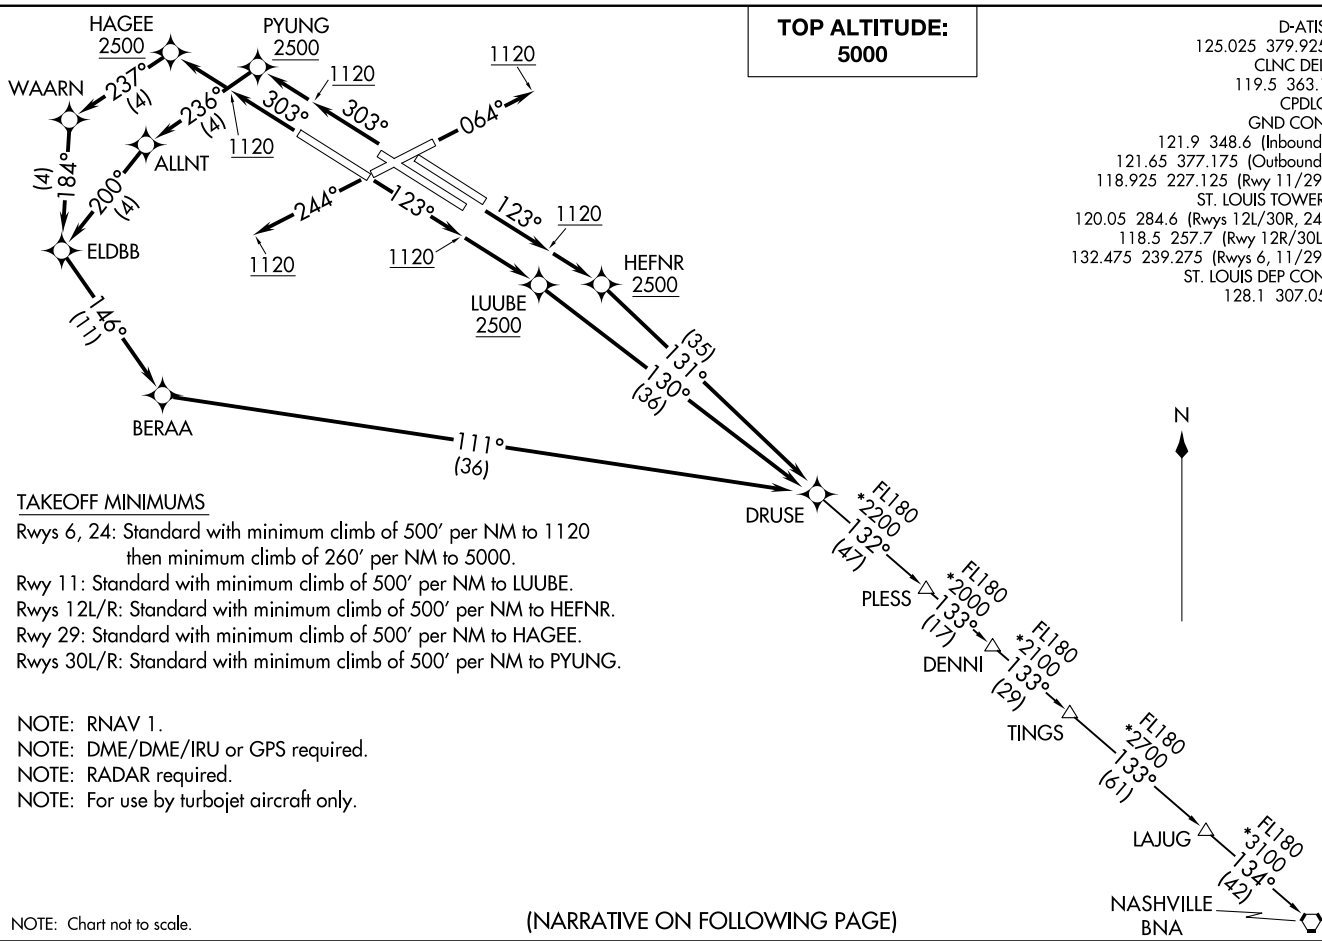 HAGEE
2500
PYUNG
2500
TOP ALTITUDE:
5000
D-ATIS
125.025 379.925
CLNC DEL
119.5 363.1
CPDLC
GND CON
121.9 348.6 (Inbound)
121.65 377.175 (Outbound)
118.925 227.125 (Rwy 11/29)
ST. LOUIS TOWER
120.05 284.6 (Rwys 12L/30R, 24)
118.5 257.7 (Rwy 12R/30L)
132.475 239.275 (Rwys 6, 11/29)
ST. LOUIS DEP CON
128.1 307.05
WAARN
237°
(4)
236°
(4)
303°
1120
1120
303°
1120
064°
ALLNT
184°
(4)
200°
(4)
244°
1120
123°
1120
123°
1120
ELDBB
HEFNR
2500
LUUBE
2500
146°
(11)
(35)
131°
130°
(36)
BERAA
111°
(36)
N
DRUSE
FL180
*2200
132°
(47)
PLESS
FL180
*2000
133°
(17)
DENNI
FL180
*2100
133°
(29)
TINGS
FL180
*2700
133°
(61)
LAJUG
FL180
*3100
134°
(42)
NASHVILLE
BNA
TAKEOFF MINIMUMS
Rwys 6, 24: Standard with minimum climb of 500' per NM to 1120
then minimum climb of 260' per NM to 5000.
Rwy 11: Standard with minimum climb of 500' per NM to LUUBE.
Rwys 12L/R: Standard with minimum climb of 500' per NM to HEFNR.
Rwy 29: Standard with minimum climb of 500' per NM to HAGEE.
Rwys 30L/R: Standard with minimum climb of 500' per NM to PYUNG.
NOTE: RNAV 1.
NOTE: DME/DME/IRU or GPS required.
NOTE: RADAR required.
NOTE: For use by turbojet aircraft only.
NOTE: Chart not to scale.
(NARRATIVE ON FOLLOWING PAGE)